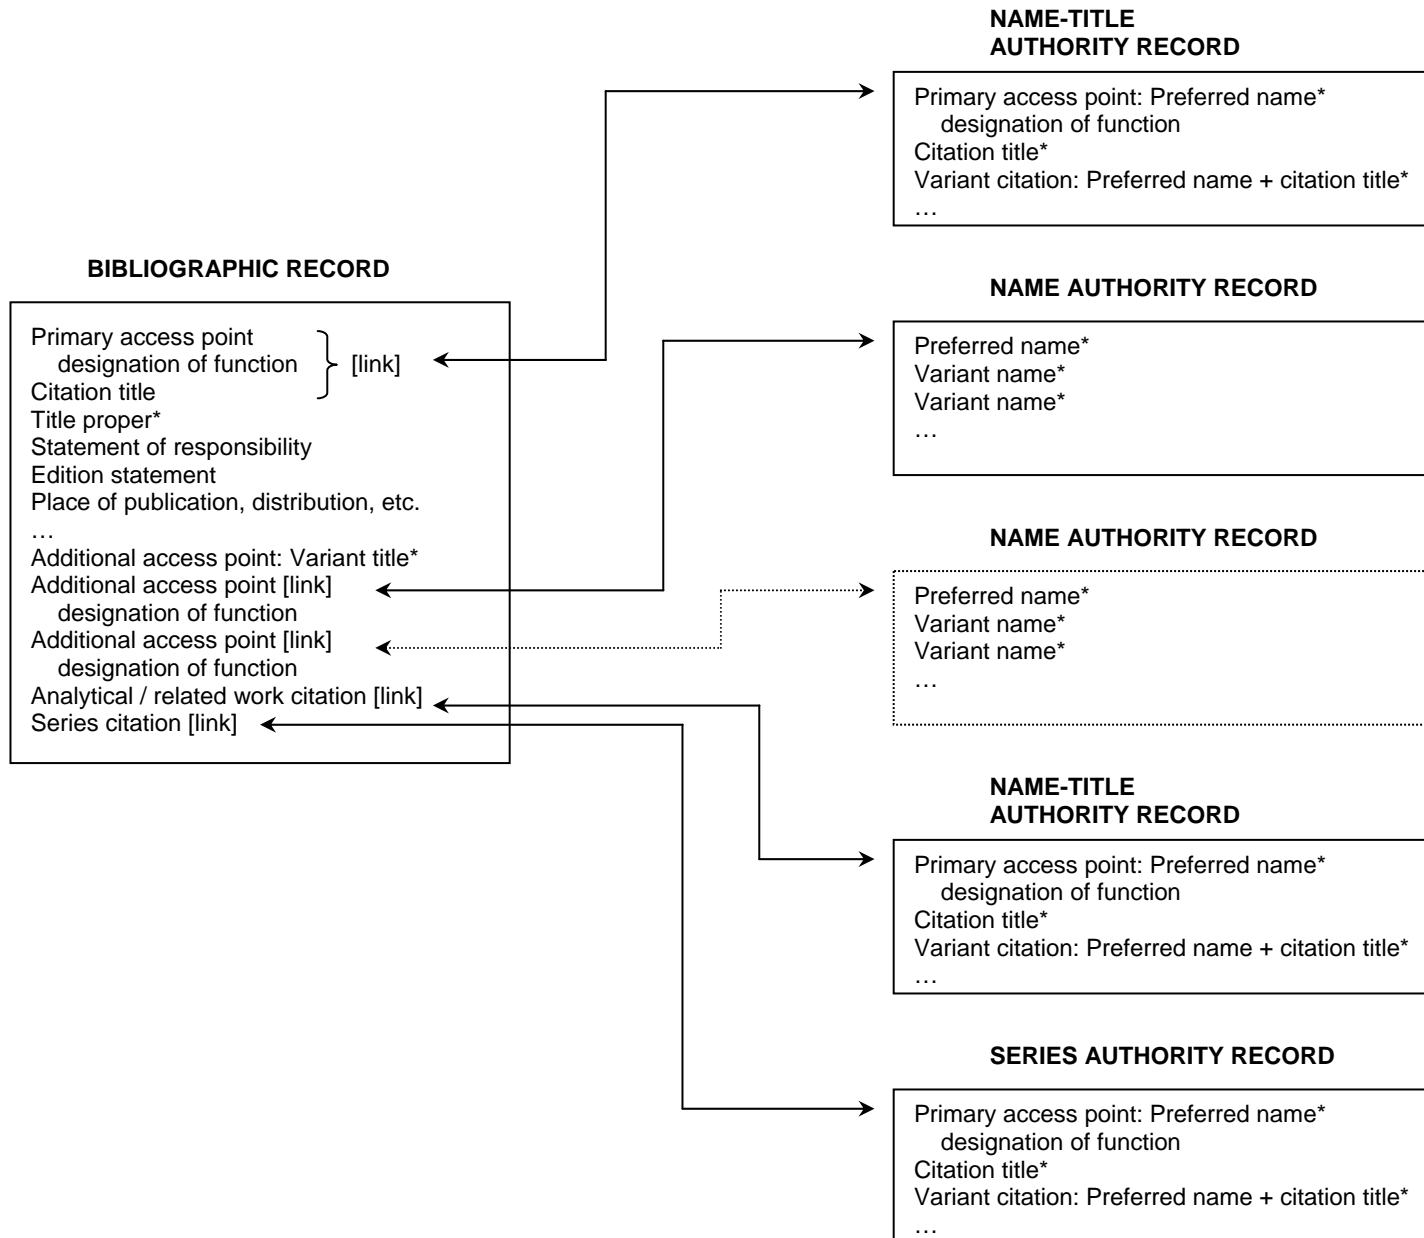 BIBLIOGRAPHIC RECORD
Primary access point
designation of function
[link]
Citation title
Title proper*
Statement of responsibility
Edition statement
Place of publication, distribution, etc.
…
Additional access point: Variant title*
Additional access point [link]
designation of function
Additional access point [link]
designation of function
Analytical / related work citation [link]
Series citation [link]
NAME-TITLE
AUTHORITY RECORD
Primary access point: Preferred name*
designation of function
Citation title*
Variant citation: Preferred name + citation title*
…
NAME AUTHORITY RECORD
Preferred name*
Variant name*
Variant name*
…
NAME AUTHORITY RECORD
Preferred name*
Variant name*
Variant name*
…
NAME-TITLE
AUTHORITY RECORD
Primary access point: Preferred name*
designation of function
Citation title*
Variant citation: Preferred name + citation title*
…
SERIES AUTHORITY RECORD
Primary access point: Preferred name*
designation of function
Citation title*
Variant citation: Preferred name + citation title*
…